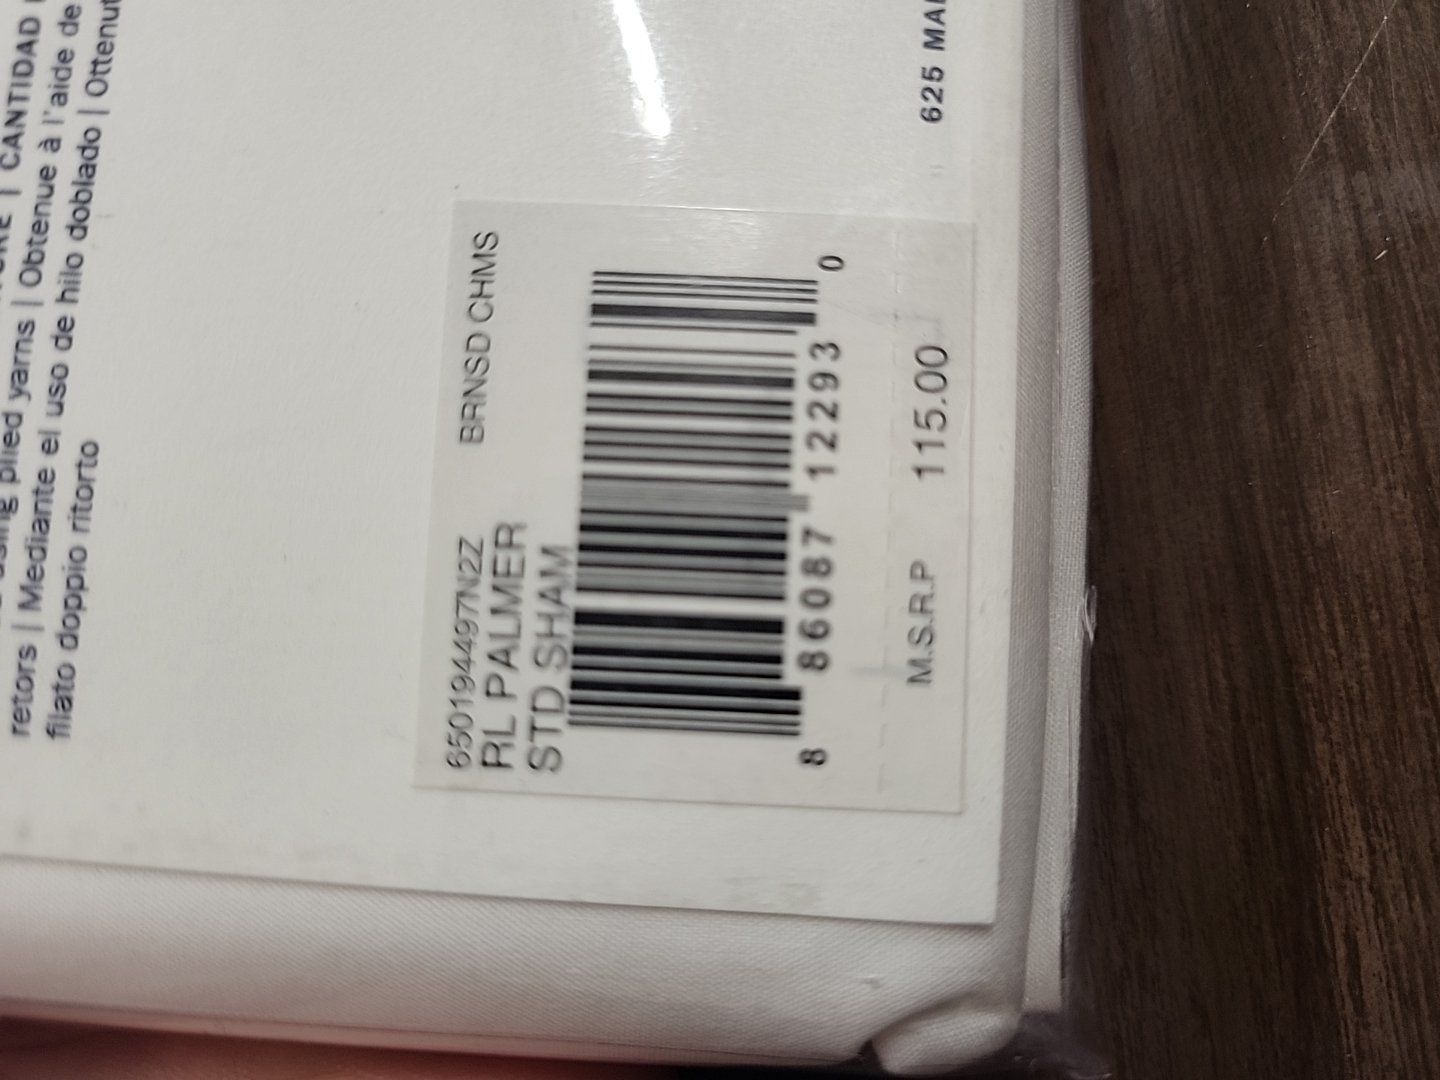 | CANTIDAD
using plied yarns | Obtenue à l'aide de
retors | Mediante el uso de hilo doblado | Ottenut
filato doppio ritorto
650194497N2Z BRNSD CHMS
RL PALMER
STD SHAM
8 86087 12293 0
M.S.R.P 115.00
625 MA